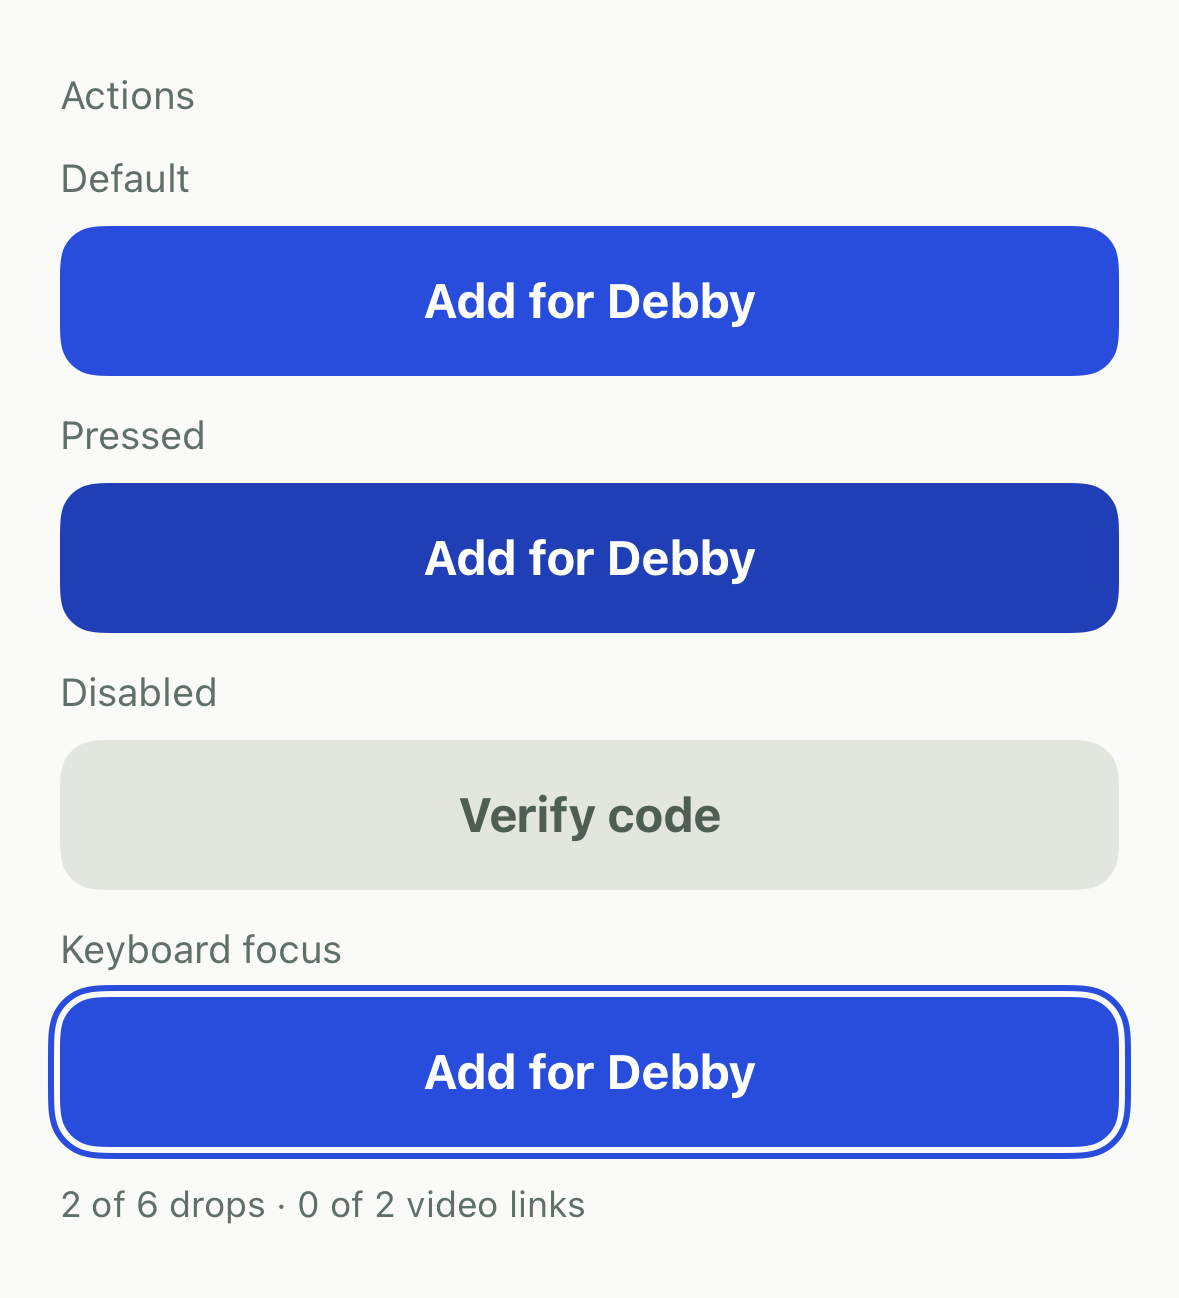 Actions
Default
Add for Debby
Pressed
Add for Debby
Disabled
Verify code
Keyboard focus
Add for Debby
2 of 6 drops · 0 of 2 video links